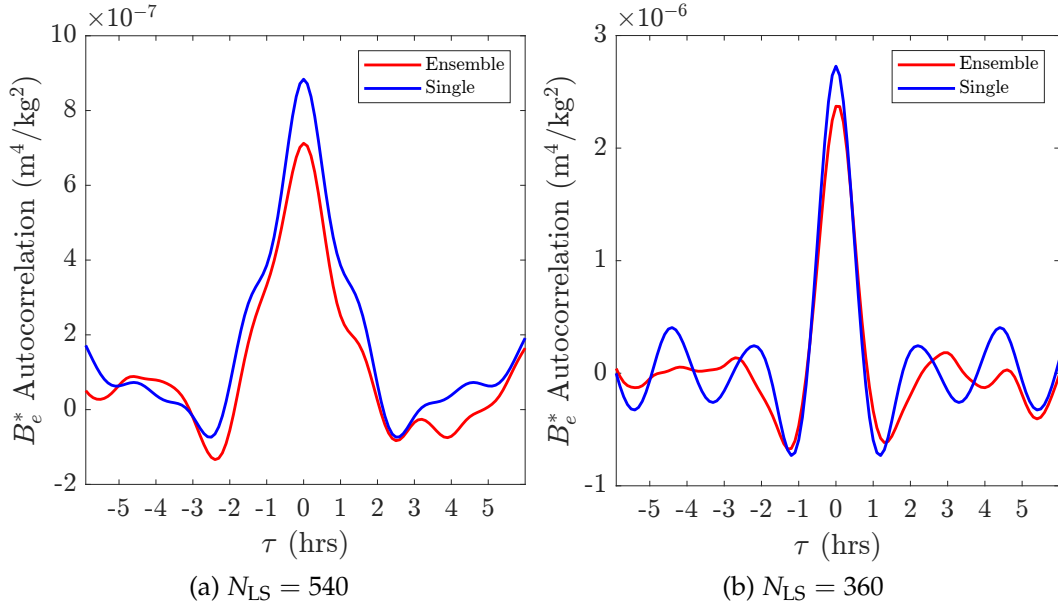 ×10⁻⁷
10
8
6
4
2
0
-2
B*ₑ Autocorrelation (m⁴/kg²)
Ensemble
Single
-5 -4 -3 -2 -1 0 1 2 3 4 5
τ (hrs)
(a) N_LS = 540
×10⁻⁶
3
2
1
0
-1
B*ₑ Autocorrelation (m⁴/kg²)
Ensemble
Single
-5 -4 -3 -2 -1 0 1 2 3 4 5
τ (hrs)
(b) N_LS = 360